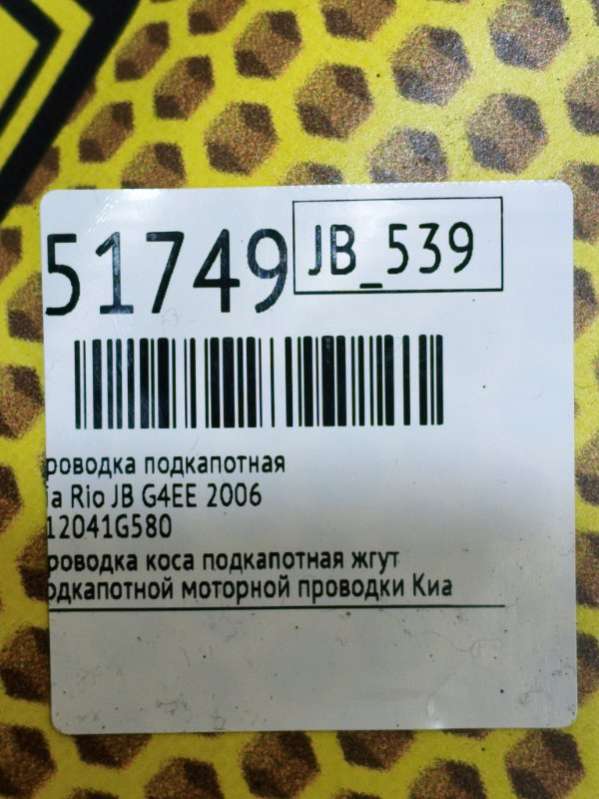 51749 JB_539
роводка подкапотная
ia Rio JB G4EE 2006
12041G580
роводка коса подкапотная жгут
одкапотной моторной проводки Киа